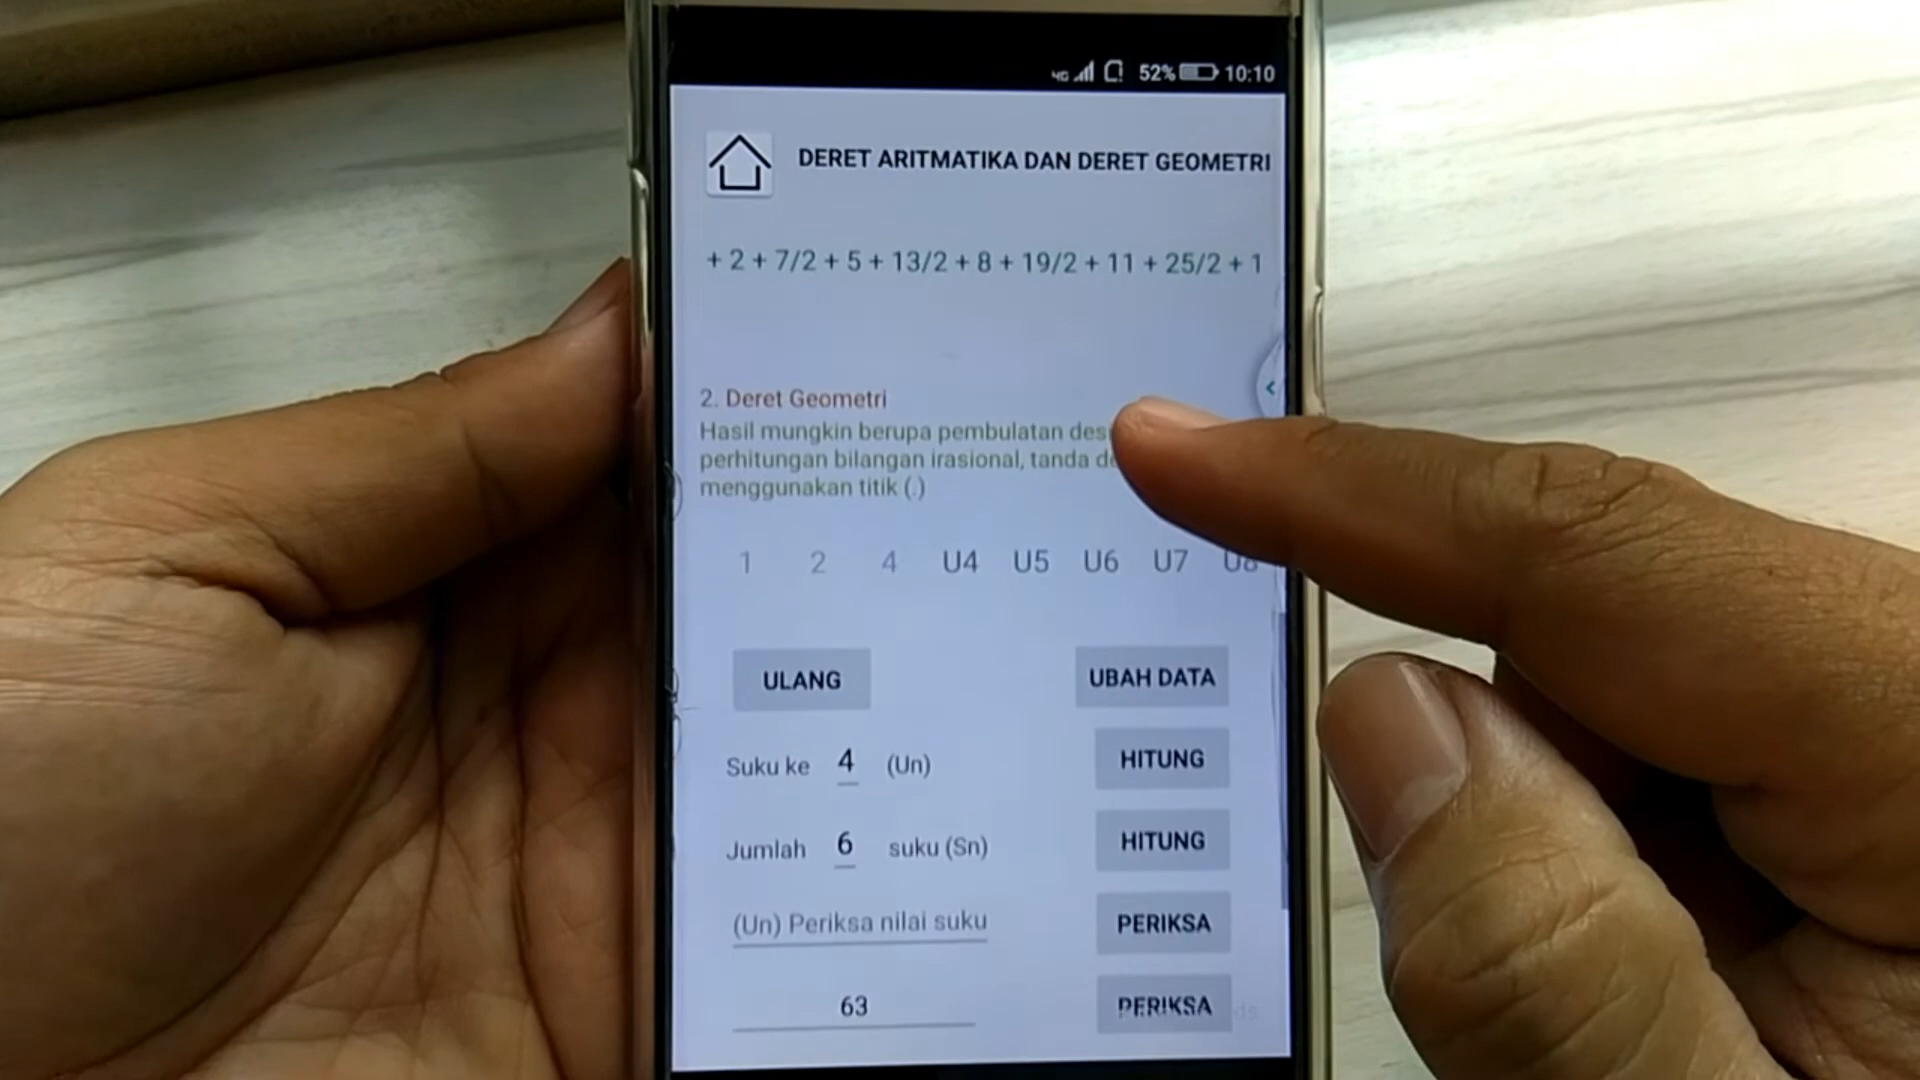 4G 52% 10:10
DERET ARITMATIKA DAN DERET GEOMETRI
+ 2 + 7/2 + 5 + 13/2 + 8 + 19/2 + 11 + 25/2 + 1
2. Deret Geometri
Hasil mungkin berupa pembulatan
perhitungan bilangan irasional, tanda
menggunakan titik (.)
1 2 4 U4 U5 U6 U7 U8
ULANG UBAH DATA
Suku ke 4 (Un) HITUNG
Jumlah 6 suku (Sn) HITUNG
(Un) Periksa nilai suku PERIKSA
63 PERIKSA